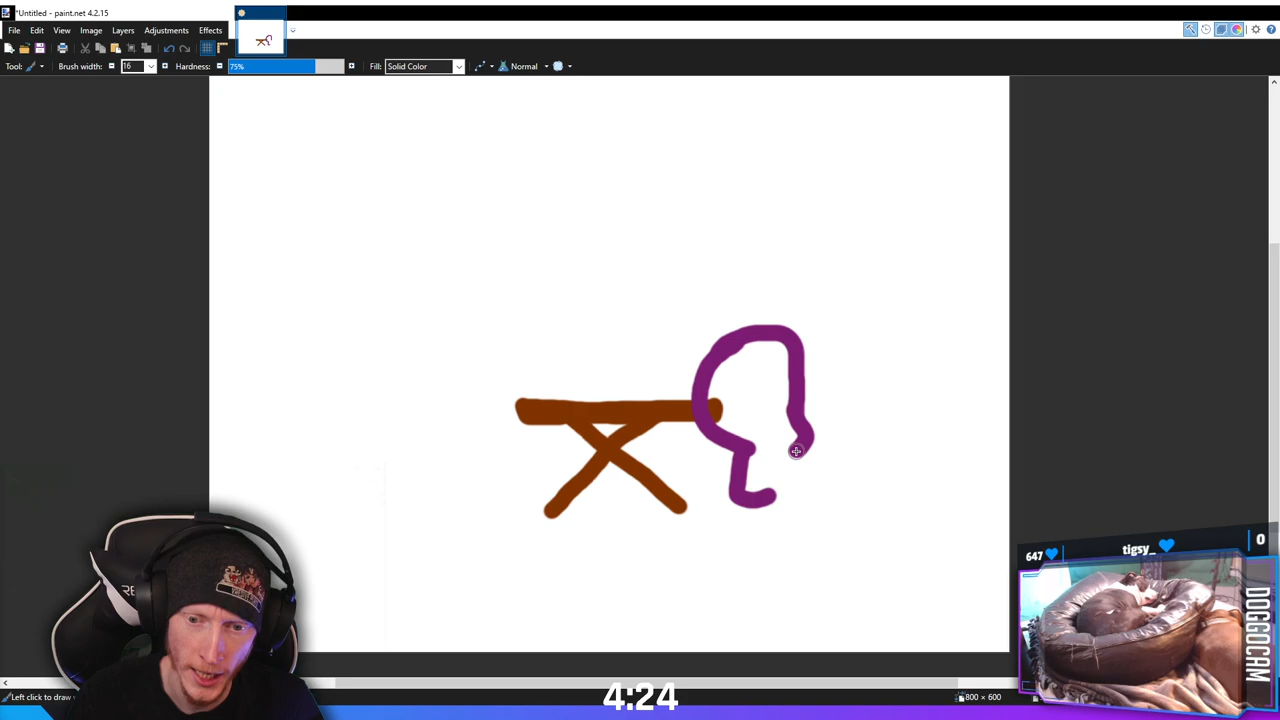 *Untitled - paint.net 4.2.15
File Edit View Image Layers Adjustments Effects
Tool: Brush width: 16 Hardness: 75% Fill: Solid Color Normal
647 tigsy_ 0
DOGGOCAM
Left click to draw 4:24 800 × 600